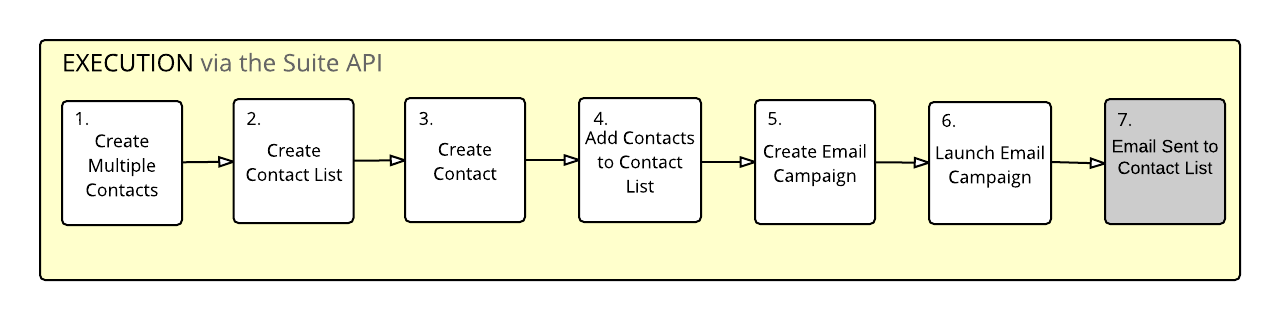 EXECUTION via the Suite API
1.
Create
Multiple
Contacts
2.
Create
Contact List
3.
Create
Contact
4.
Add Contacts
to Contact
List
5.
Create Email
Campaign
6.
Launch Email
Campaign
7.
Email Sent to
Contact List